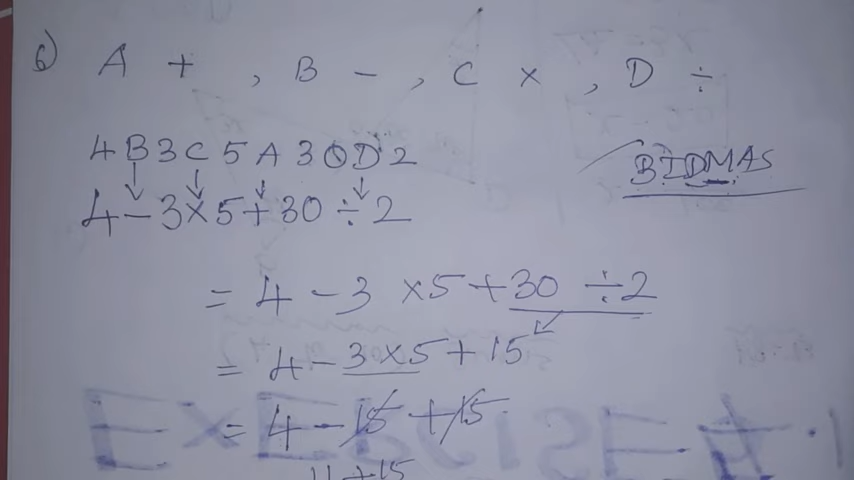 6) A + , B - , C × , D ÷
4B3C5A30D2
BIDMAS
4-3×5+30÷2
= 4-3×5+30÷2
= 4-3×5+15
= 4-15+15